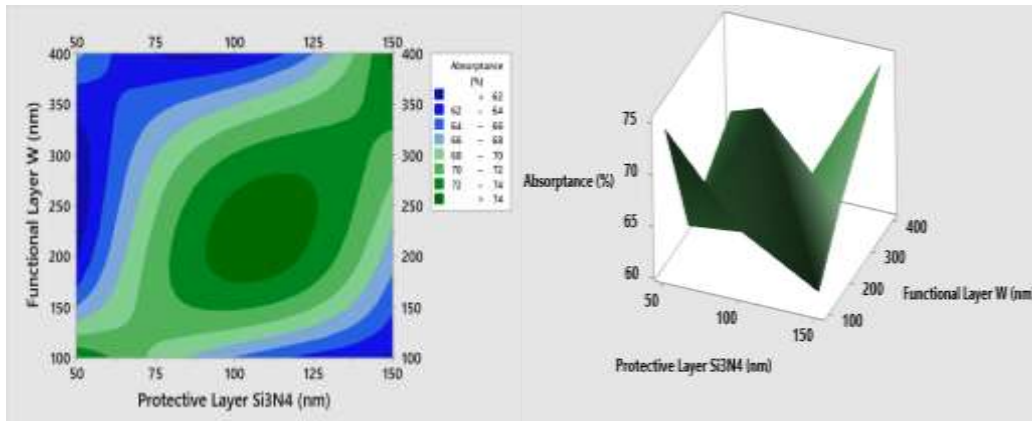 50 75 100 125 150
400 400
Absorptance
(%)
< 62
62 – 64
64 – 66
66 – 68
68 – 70
70 – 72
72 – 74
> 74
350 350
300 300
250 250
200 200
150 150
100 100
50 75 100 125 150
Functional Layer W (nm)
Protective Layer Si3N4 (nm)
75
70
65
60
Absorptance (%)
50
100
150
400
300
200
100
Functional Layer W (nm
Protective Layer Si3N4 (nm)